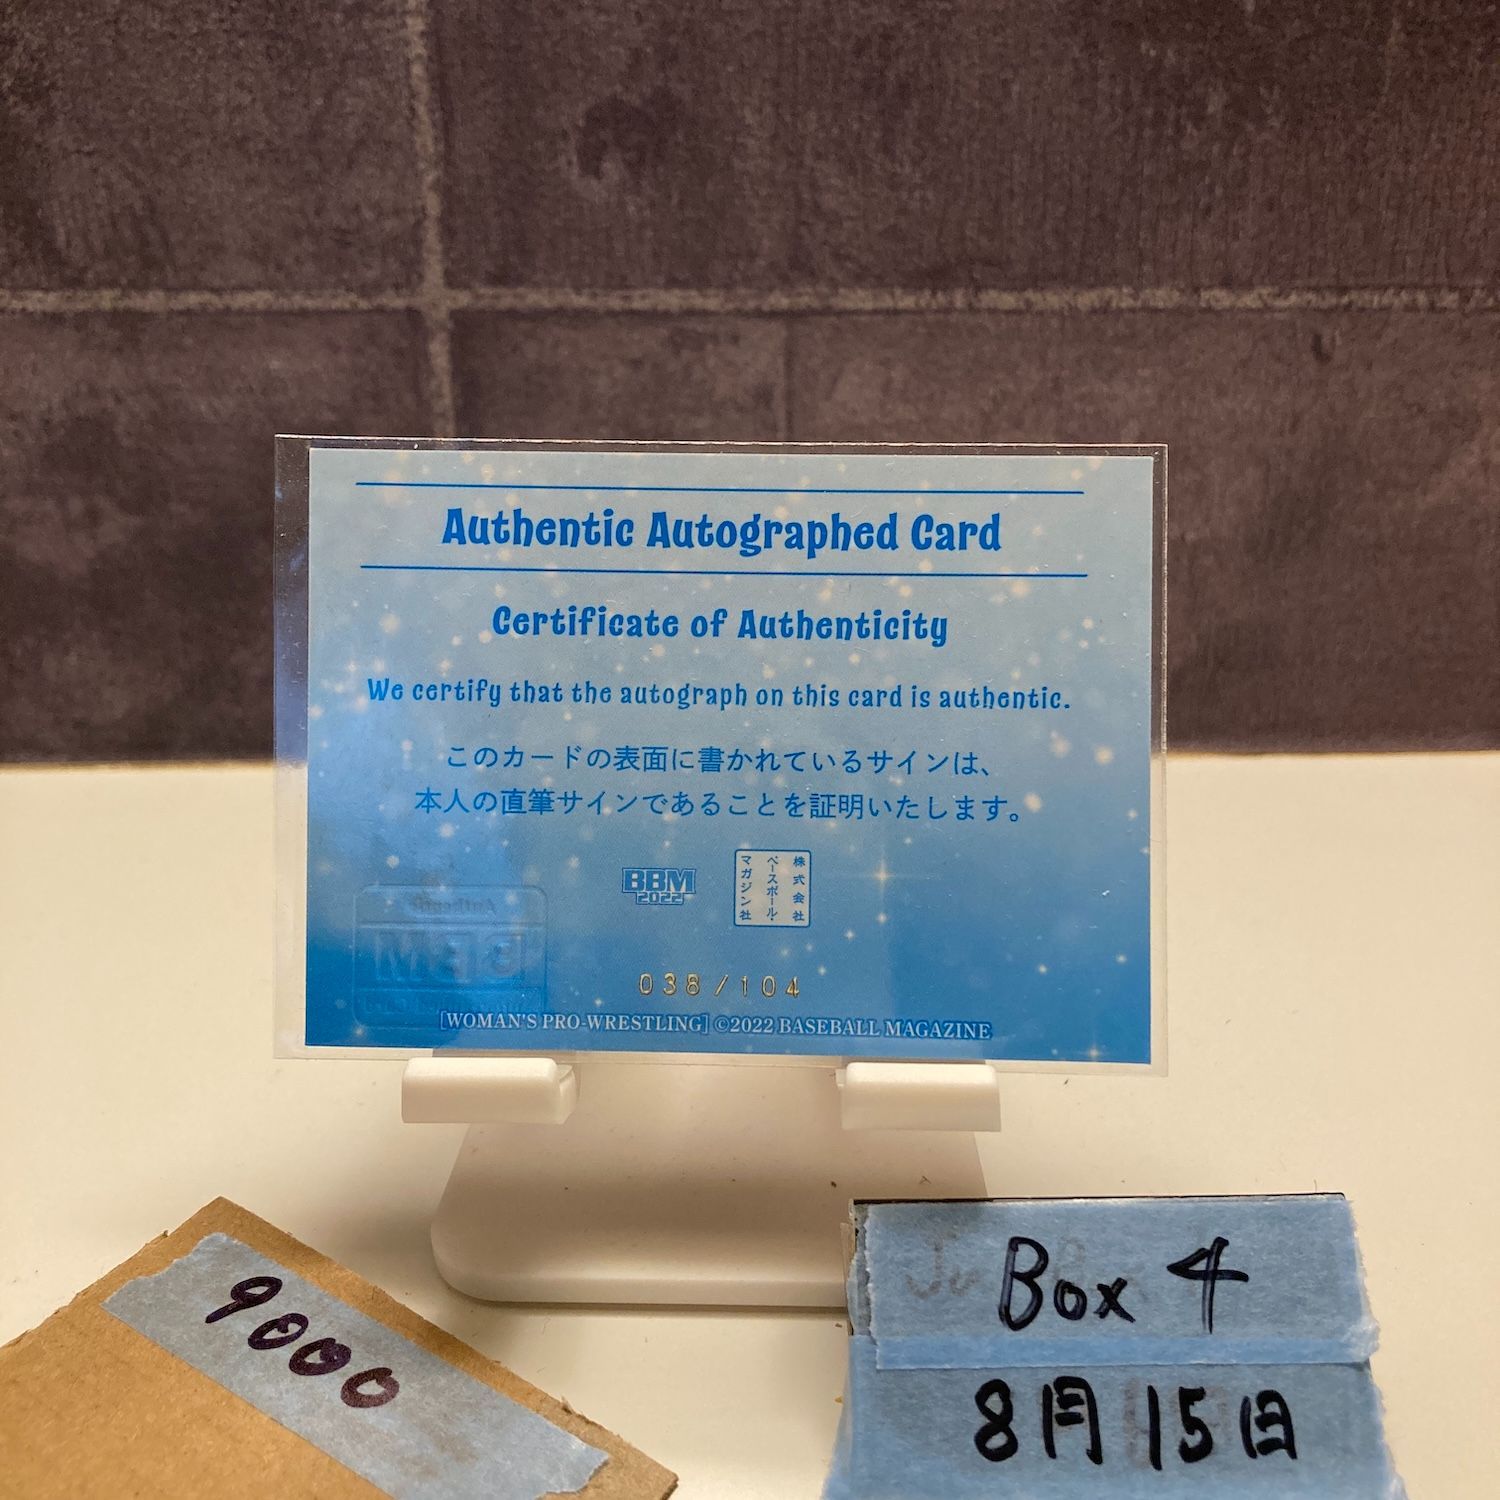 Authentic Autographed Card
Certificate of Authenticity
We certify that the autograph on this card is authentic.
このカードの表面に書かれているサインは、
本人の直筆サインであることを証明いたします。
BBM
2022
株式会社
ベースボール・
マガジン社
BBM
038/104
[WOMAN'S PRO-WRESTLING] ©2022 BASEBALL MAGAZINE
9000
Box 4
8月15日